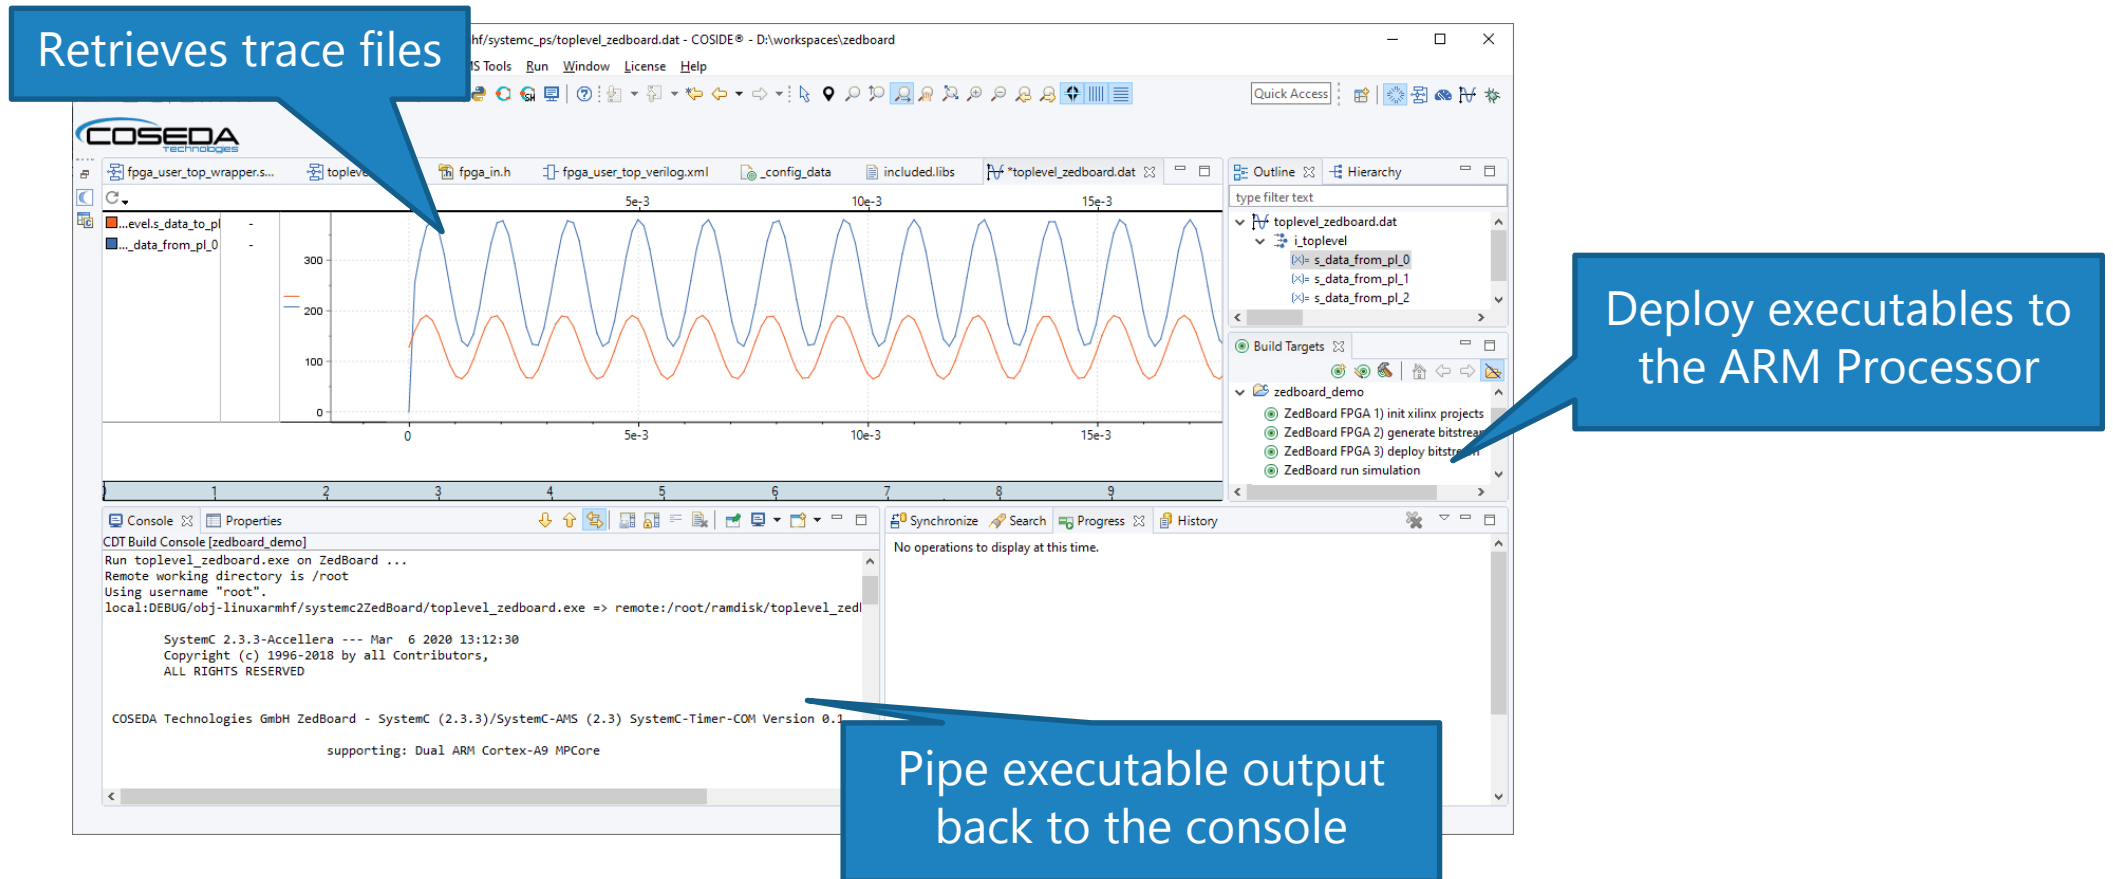 Retrieves trace files
hf/systemc_ps/toplevel_zedboard.dat - COSIDE® - D:\workspaces\zedboard
MS Tools Run Window License Help
Quick Access
COSEDA
Technologies
fpga_user_top_wrapper.s...
toplev
fpga_in.h
fpga_user_top_verilog.xml
_config_data
included.libs
*toplevel_zedboard.dat
Outline
Hierarchy
type filter text
5e-3 10e-3 15e-3
...evel.s_data_to_pl -
..._data_from_pl_0 -
300
200
100
0
0 5e-3 10e-3 15e-3
1 2 3 4 5 6 7 8 9
toplevel_zedboard.dat
i_toplevel
(x)= s_data_from_pl_0
(x)= s_data_from_pl_1
(x)= s_data_from_pl_2
Build Targets
zedboard_demo
ZedBoard FPGA 1) init xilinx projects
ZedBoard FPGA 2) generate bitstrea
ZedBoard FPGA 3) deploy bitstream
ZedBoard run simulation
Deploy executables to
the ARM Processor
Console Properties
CDT Build Console [zedboard_demo]
Run toplevel_zedboard.exe on ZedBoard ...
Remote working directory is /root
Using username "root".
local:DEBUG/obj-linuxarmhf/systemc2ZedBoard/toplevel_zedboard.exe => remote:/root/ramdisk/toplevel_zedl
SystemC 2.3.3-Accellera --- Mar 6 2020 13:12:30
Copyright (c) 1996-2018 by all Contributors,
ALL RIGHTS RESERVED
COSEDA Technologies GmbH ZedBoard - SystemC (2.3.3)/SystemC-AMS (2.3) SystemC-Timer-COM Version 0.1
supporting: Dual ARM Cortex-A9 MPCore
Synchronize Search Progress History
No operations to display at this time.
Pipe executable output
back to the console